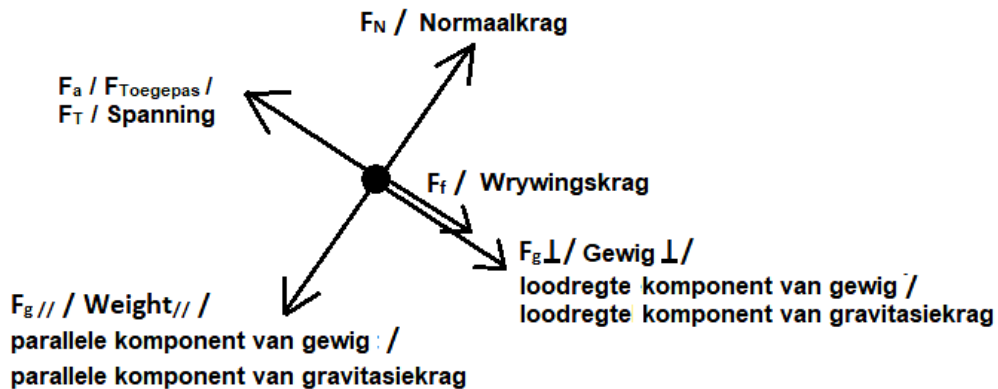 FN / Normaalkrag
Fa / FToegepas /
FT / Spanning
Ff / Wrywingskrag
Fg⊥/ Gewig⊥/
loodregte komponent van gewig /
loodregte komponent van gravitasiekrag
Fg // / Weight// /
parallele komponent van gewig : /
parallele komponent van gravitasiekrag